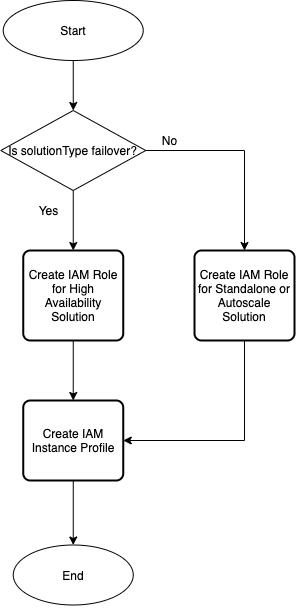 Start
Is solutionType failover?
No
Yes
Create IAM Role
for High
Availability
Solution
Create IAM Role
for Standalone or
Autoscale
Solution
Create IAM
Instance Profile
End